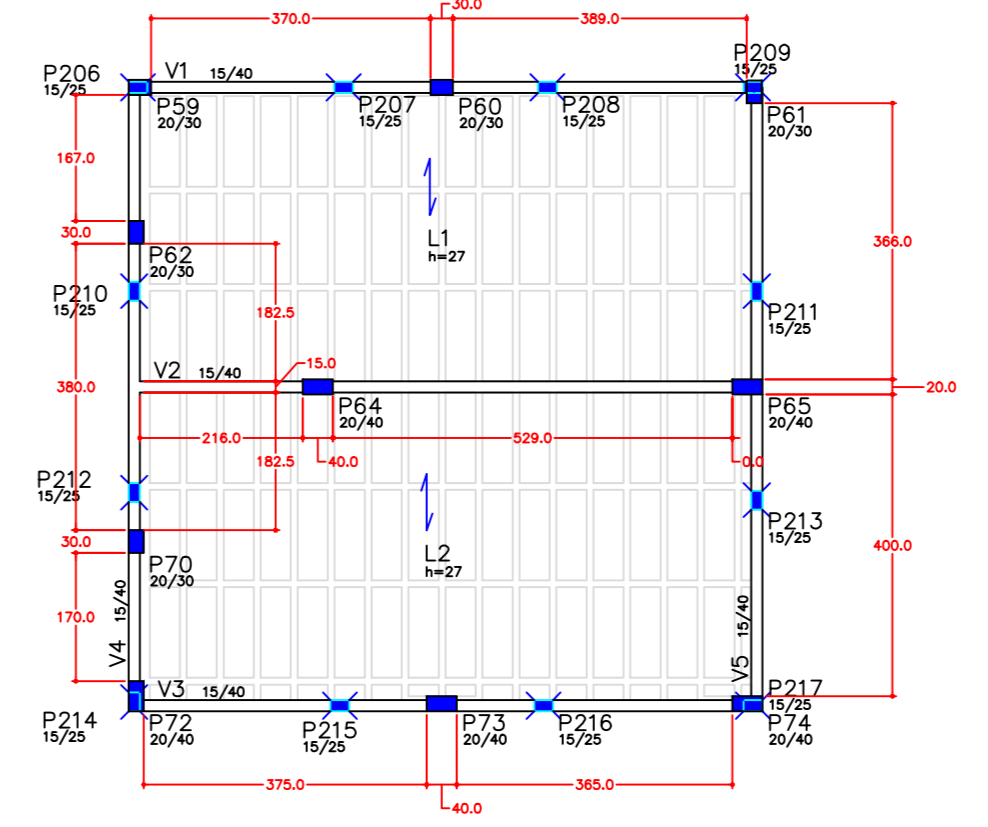 370.0
30.0
389.0
P206
15/25
V1 15/40
P209
15/25
P59
20/30
P207
15/25
P60
20/30
P208
15/25
P61
20/30
167.0
30.0
L1
h=27
366.0
P62
20/30
P210
15/25
182.5
P211
15/25
15.0
V2 15/40
380.0
20.0
P64
20/40
P65
20/40
216.0
529.0
182.5
40.0
0.0
P212
15/25
P213
15/25
30.0
L2
h=27
400.0
P70
20/30
15/40
170.0
15/40
V4
V5
V3 15/40
P217
15/25
P214
15/25
P72
20/40
P215
15/25
P73
20/40
P216
15/25
P74
20/40
375.0
365.0
40.0